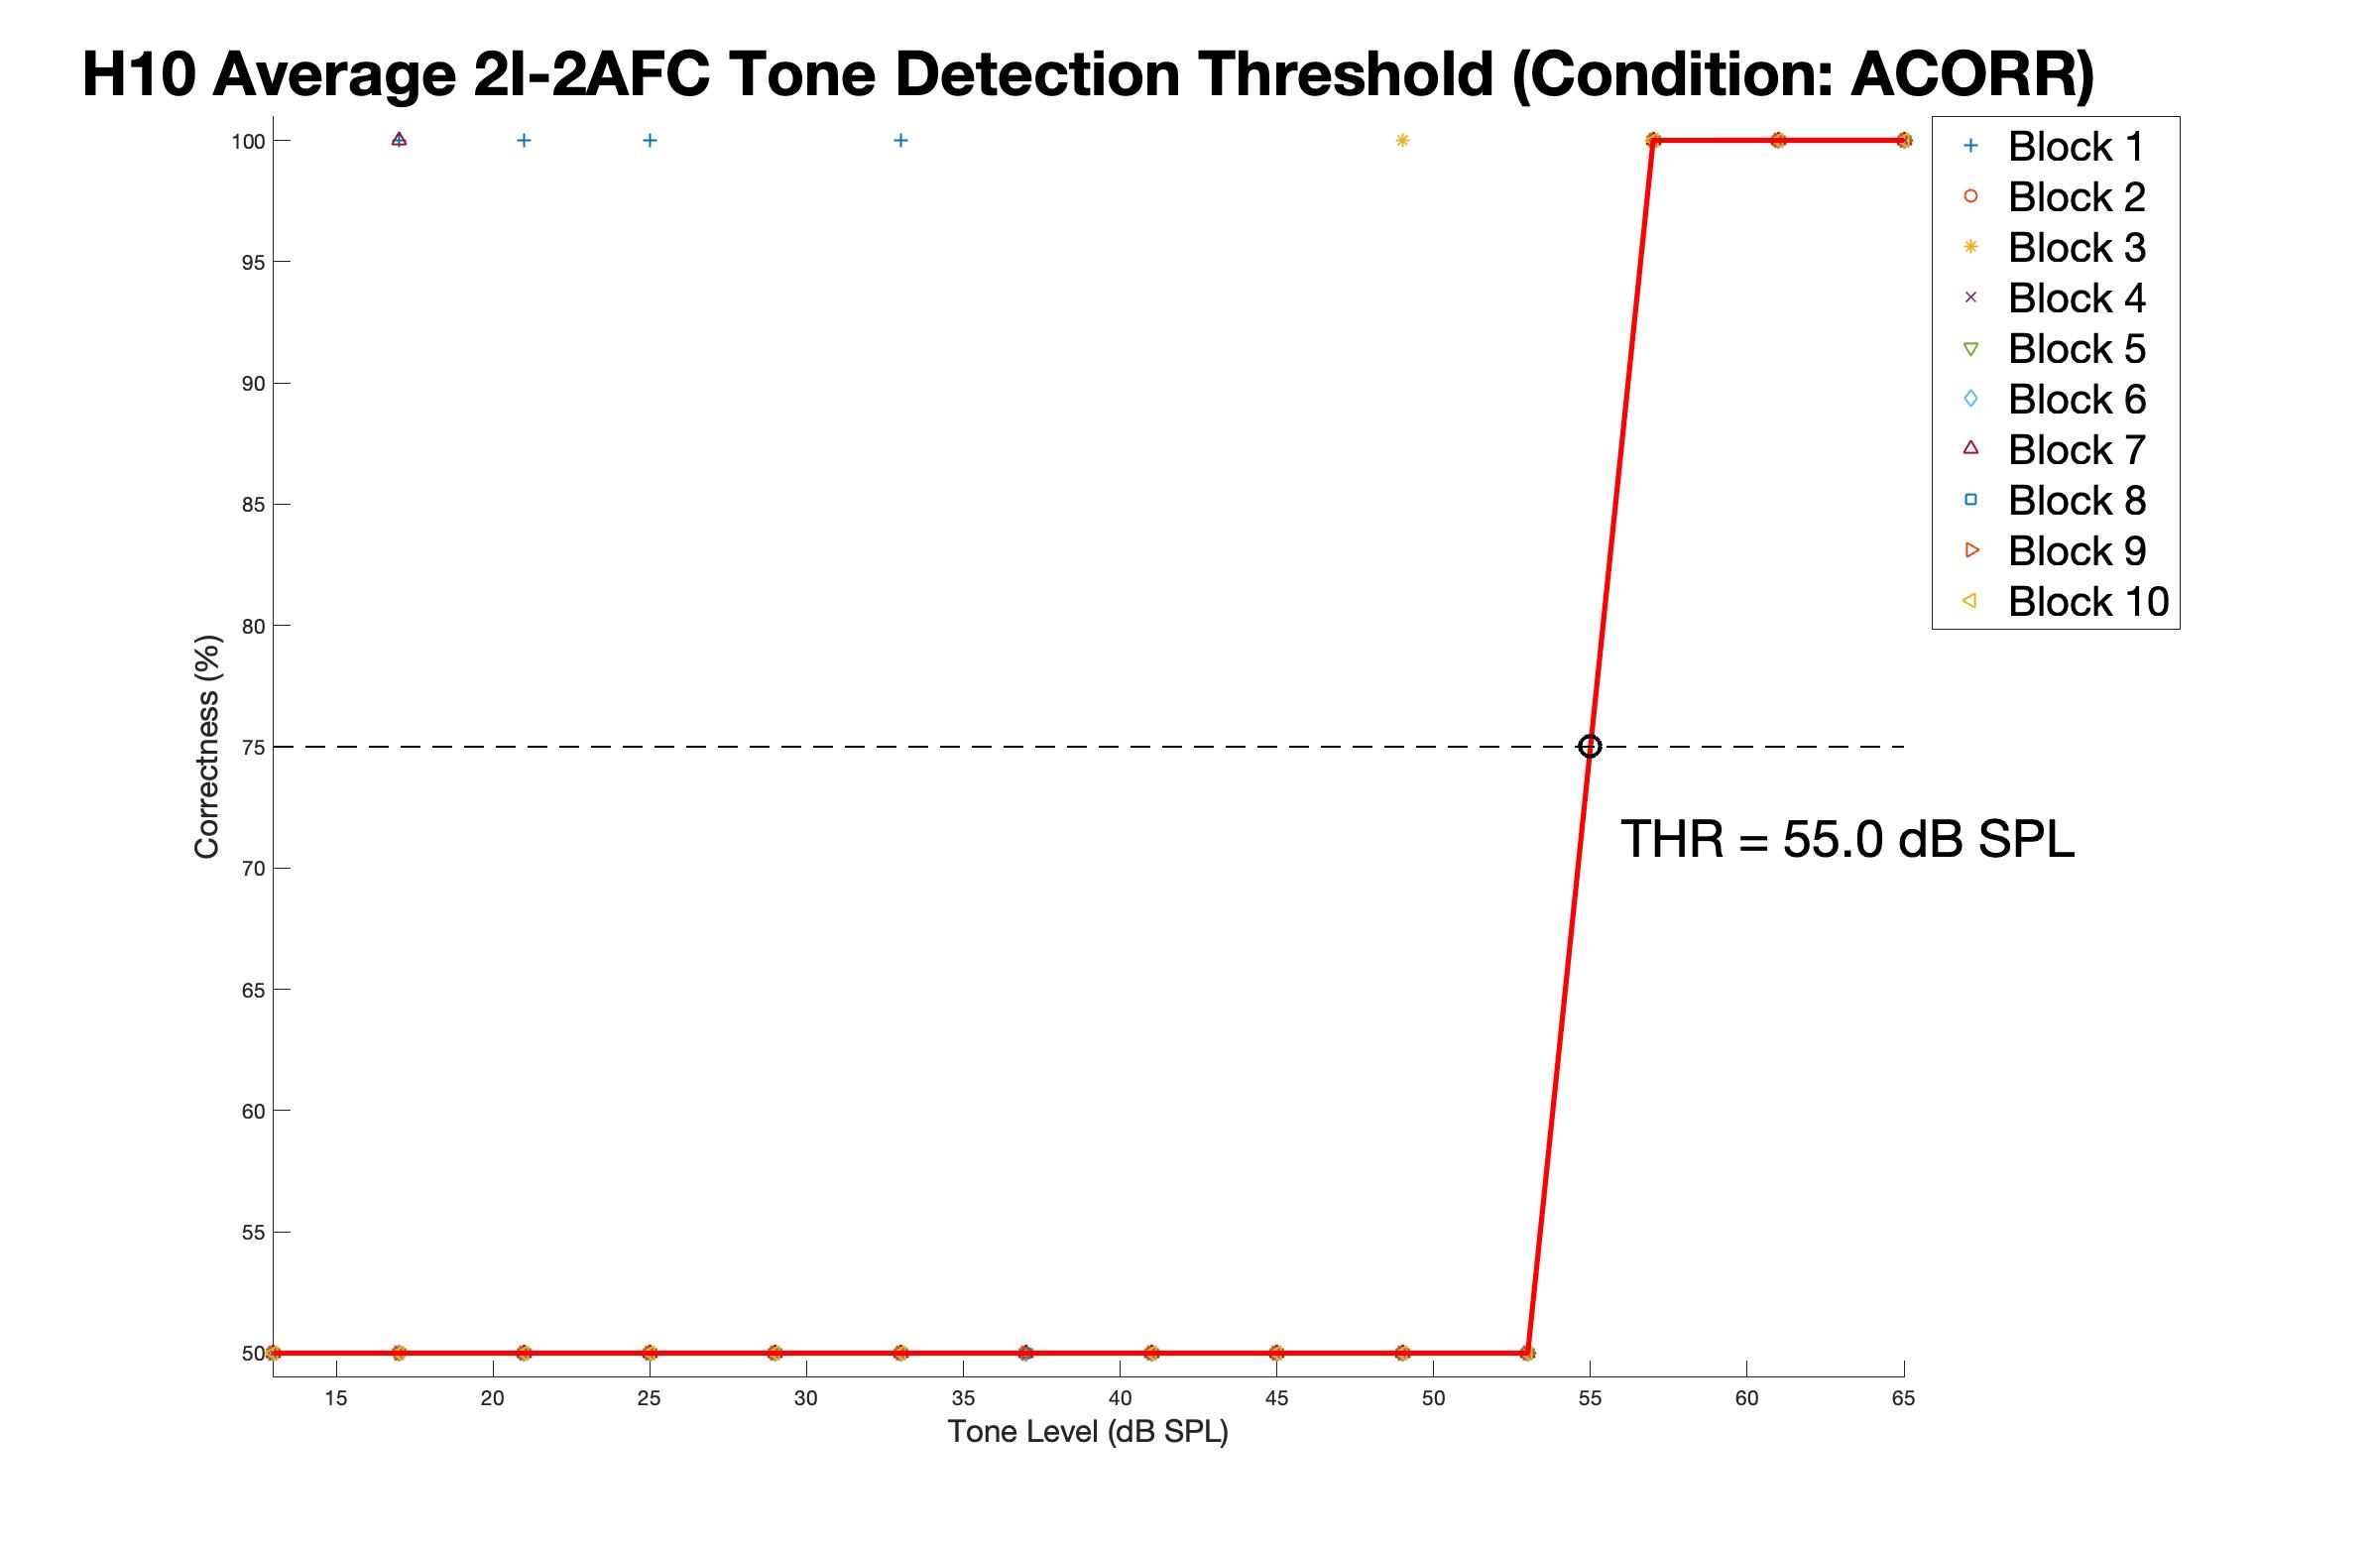 H10 Average 2I-2AFC Tone Detection Threshold (Condition: ACORR)
100
95
90
85
80
75
70
65
60
55
50
Correctness (%)
15 20 25 30 35 40 45 50 55 60 65
Tone Level (dB SPL)
THR = 55.0 dB SPL
Block 1
Block 2
Block 3
Block 4
Block 5
Block 6
Block 7
Block 8
Block 9
Block 10